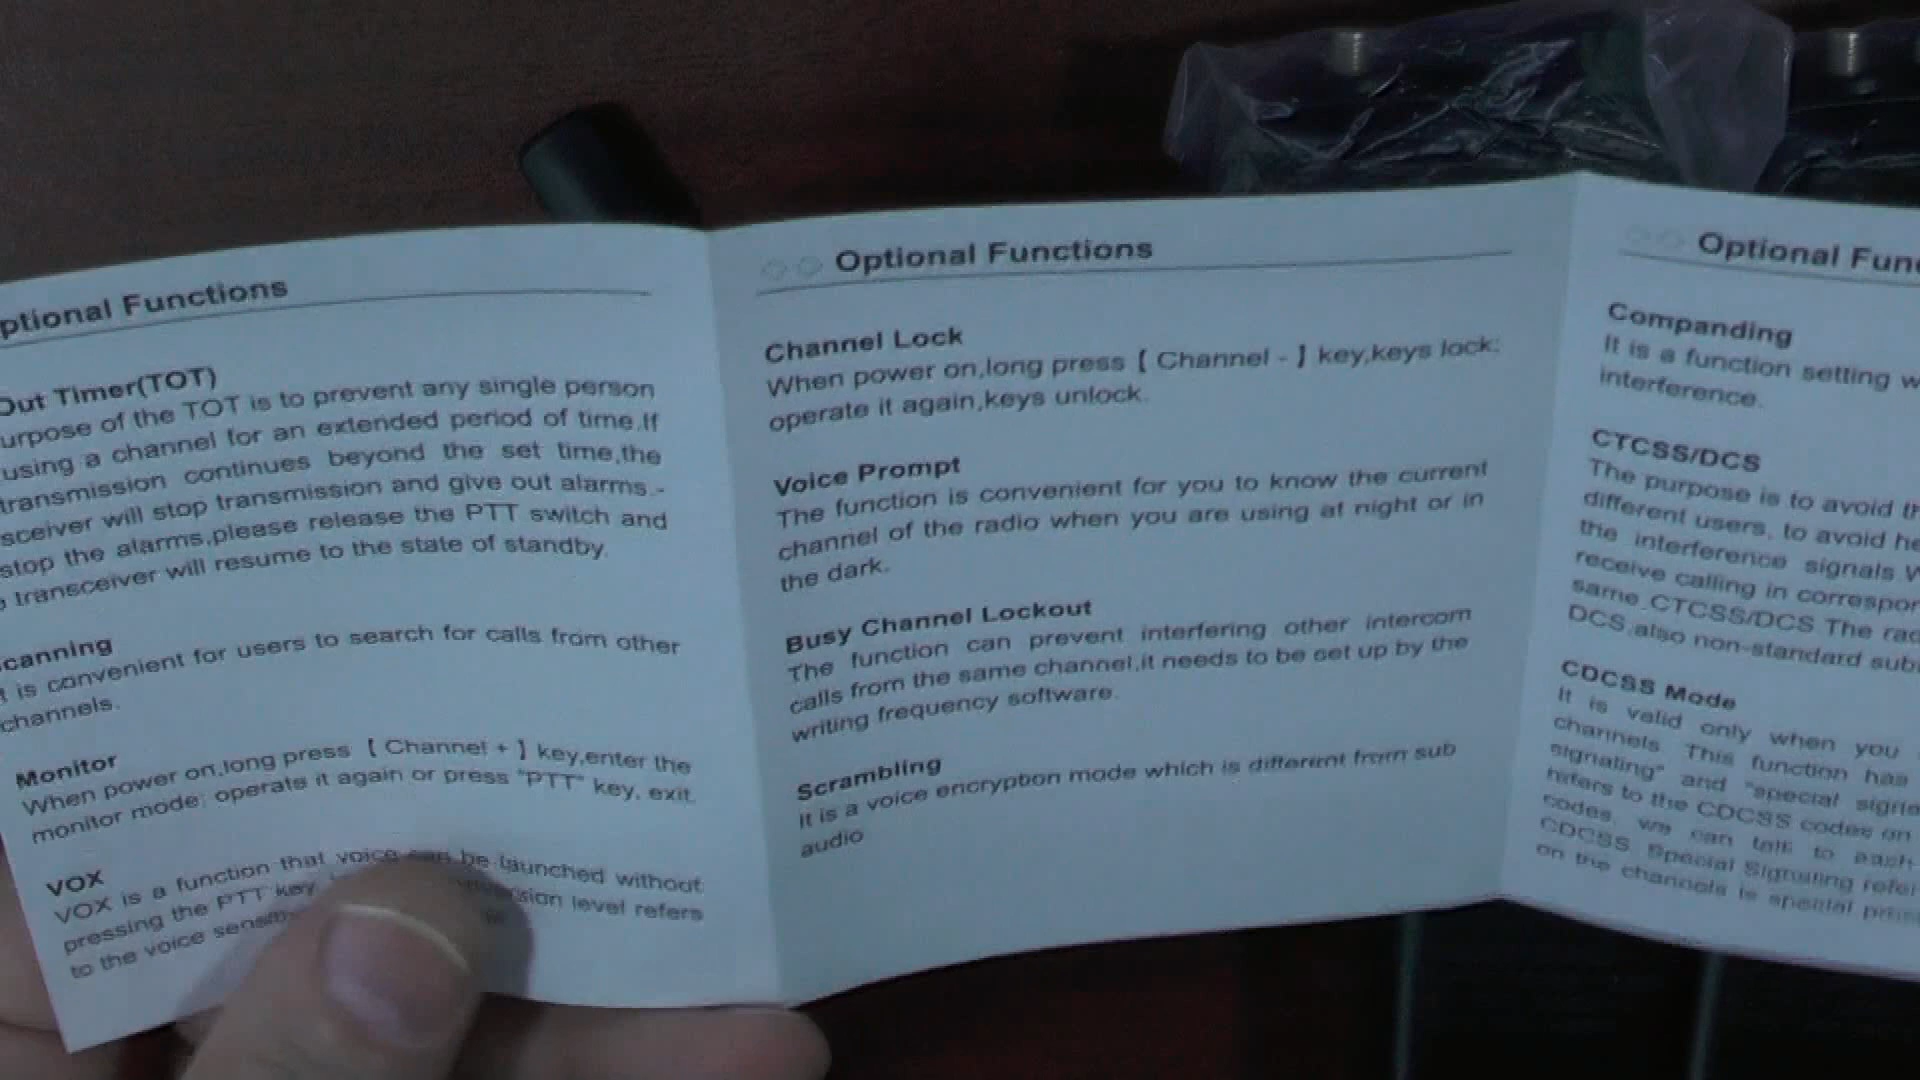 ptional Functions
Out Timer(TOT)
urpose of the TOT is to prevent any single person
using a channel for an extended period of time,If
transmission continues beyond the set time,the
sceiver will stop transmission and give out alarms.-
stop the alarms,please release the PTT switch and
transceiver will resume to the state of standby.
canning
t is convenient for users to search for calls from other
channels.
Monitor
When power on,long press 【 Channel + 】 key,enter the
monitor mode; operate it again or press "PTT" key, exit.
VOX
VOX is a function that voice can be launched without
pressing the PTT key level refers
to the voice
Optional Functions
Channel Lock
When power on,long press 【 Channel - 】 key,keys lock;
operate it again,keys unlock.
Voice Prompt
The function is convenient for you to know the current
channel of the radio when you are using at night or in
the dark.
Busy Channel Lockout
The function can prevent interfering other intercom
calls from the same channel,it needs to be set up by the
writing frequency software.
Scrambling
It is a voice encryption mode which is different from sub
audio
Optional Func
Companding
It is a function setting w
interference.
CTCSS/DCS
The purpose is to avoid th
different users, to avoid he
the interference signals.W
receive calling in correspon
same CTCSS/DCS.The rad
DCS,also non-standard sub
CDCSS Mode
It is valid only when you
channels. This function has
signaling" and "special signa
refers to the CDCSS codes on
codes, we can talk to each
CDCSS. Special Signaling refer
on the channels is special